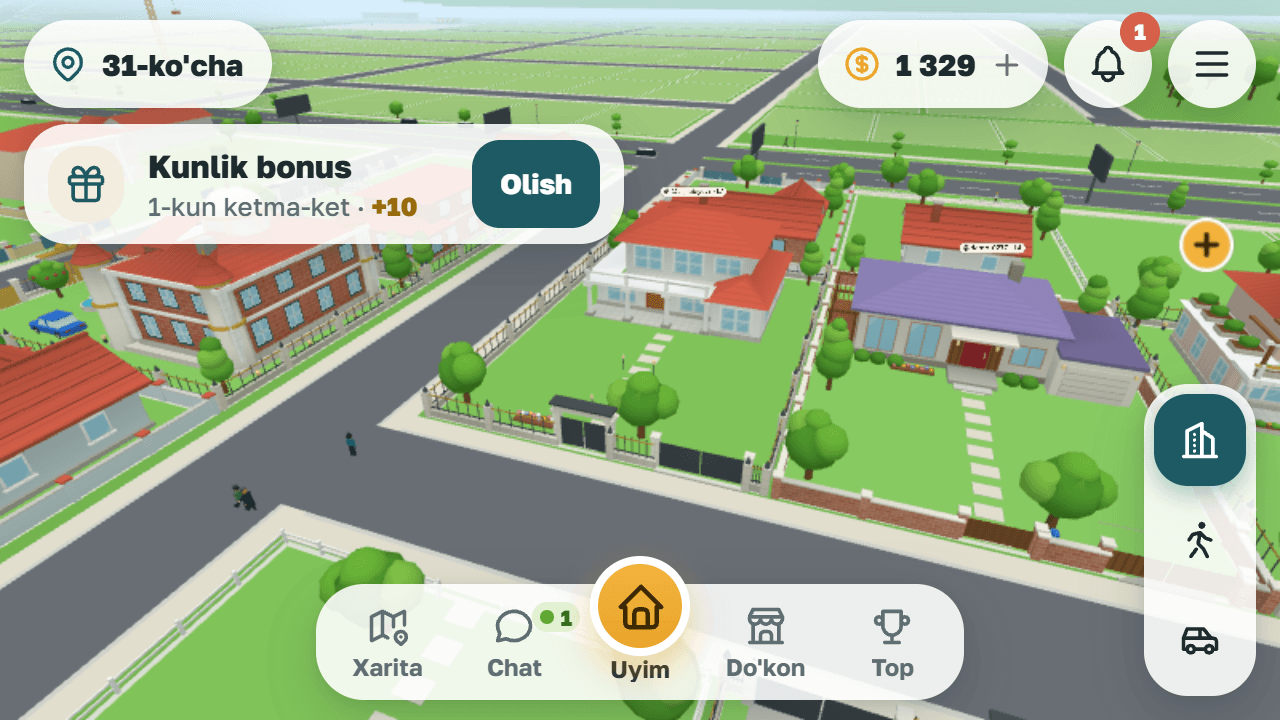 31-ko'cha
1 329
1
Kunlik bonus
1-kun ketma-ket · +10
Olish
Xarita
Chat
1
Uyim
Do'kon
Top